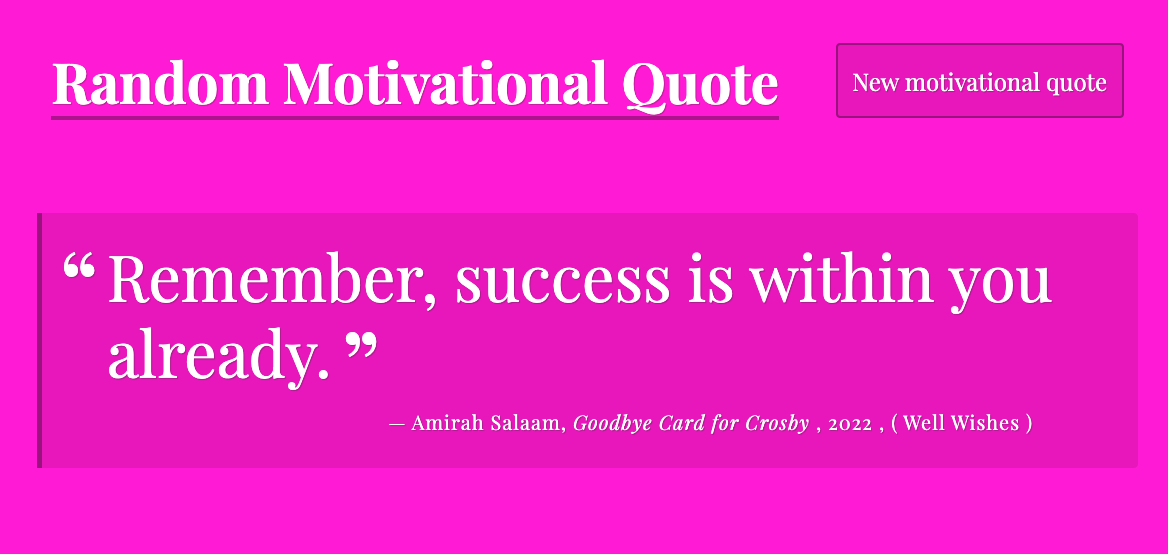 Random Motivational Quote
New motivational quote
“ Remember, success is within you
already. ”
— Amirah Salaam, Goodbye Card for Crosby , 2022 , ( Well Wishes )